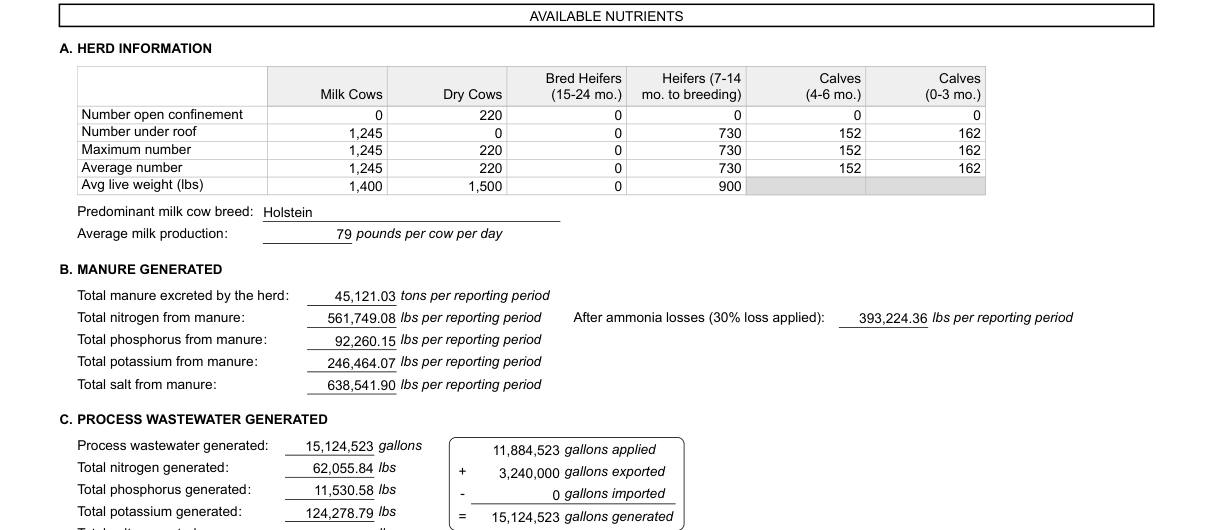 AVAILABLE NUTRIENTS
A. HERD INFORMATION
Milk Cows Dry Cows Bred Heifers (15-24 mo.) Heifers (7-14 mo. to breeding) Calves (4-6 mo.) Calves (0-3 mo.)
Number open confinement 0 220 0 0 0 0
Number under roof 1,245 0 0 730 152 162
Maximum number 1,245 220 0 730 152 162
Average number 1,245 220 0 730 152 162
Avg live weight (lbs) 1,400 1,500 0 900
Predominant milk cow breed: Holstein
Average milk production: 79 pounds per cow per day
B. MANURE GENERATED
Total manure excreted by the herd: 45,121.03 tons per reporting period
Total nitrogen from manure: 561,749.08 lbs per reporting period After ammonia losses (30% loss applied): 393,224.36 lbs per reporting period
Total phosphorus from manure: 92,260.15 lbs per reporting period
Total potassium from manure: 246,464.07 lbs per reporting period
Total salt from manure: 638,541.90 lbs per reporting period
C. PROCESS WASTEWATER GENERATED
Process wastewater generated: 15,124,523 gallons 11,884,523 gallons applied
Total nitrogen generated: 62,055.84 lbs + 3,240,000 gallons exported
Total phosphorus generated: 11,530.58 lbs - 0 gallons imported
Total potassium generated: 124,278.79 lbs = 15,124,523 gallons generated